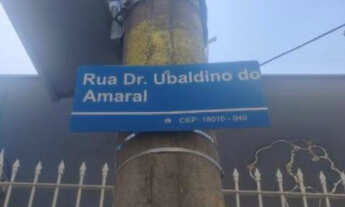 Rua Dr. Ubaldino do
Amaral
CEP: 18010 - 040